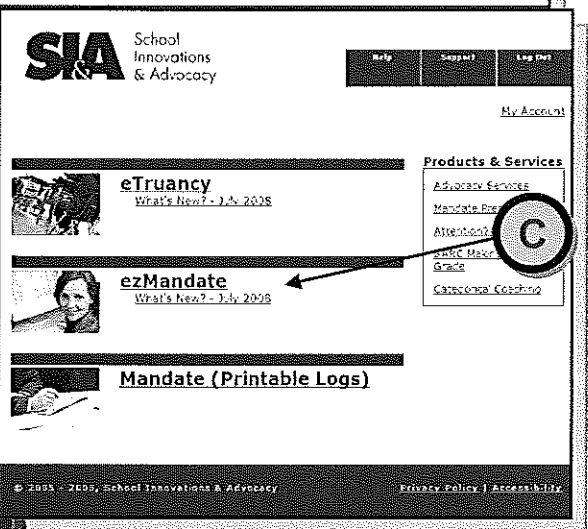 SI&A School
Innovations
& Advocacy
Help Support Log Out
My Account
Products & Services
eTruancy
What's New? - July 2008
Advocacy Services
Mandate
Attention?
C
ezMandate
What's New? - July 2008
SARC
Grade
Categorical Coaching
Mandate (Printable Logs)
© 2005 - 2008, School Innovations & Advocacy
Privacy Policy | Accessibility